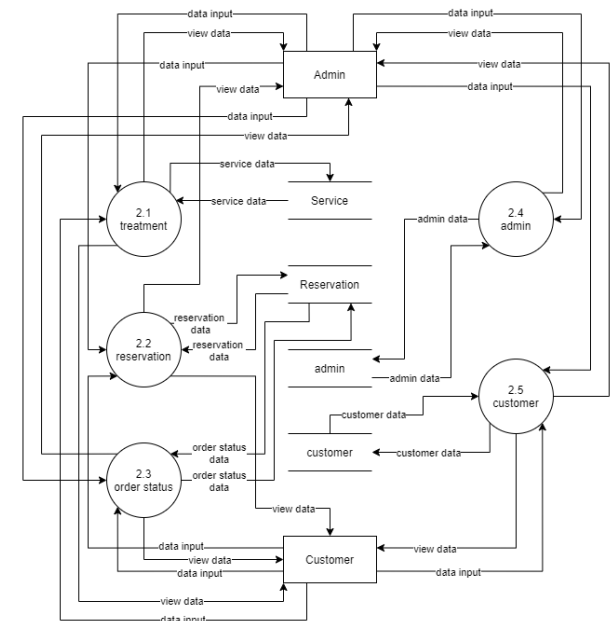 data input
data input
view data
view data
data input
Admin
view data
view data
data input
data input
view data
service data
2.1
treatment
service data
Service
admin data
2.4
admin
Reservation
reservation
data
2.2
reservation
reservation
data
admin
admin data
2.5
customer
customer data
order status
data
customer
customer data
2.3
order status
order status
data
view data
data input
view data
Customer
view data
data input
data input
view data
data input